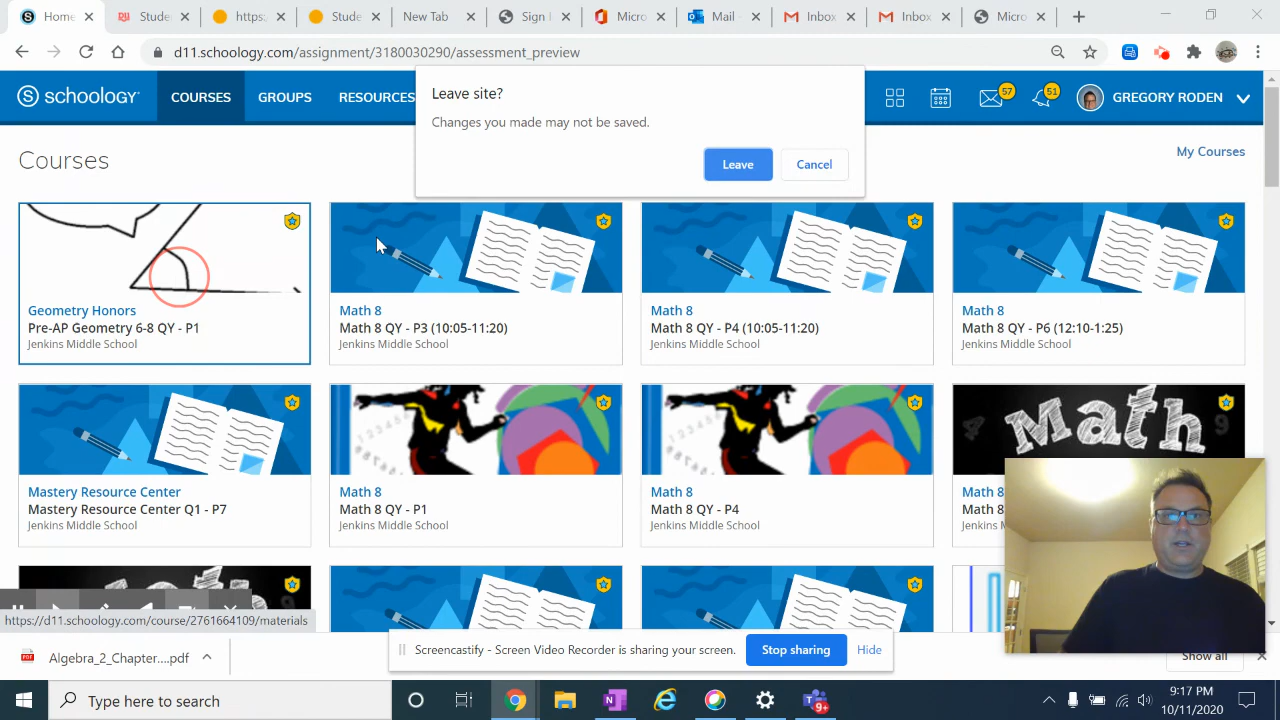 Home
Stude
https:
Stude
New Tab
Sign I
Micro
Mail -
Inbox
Inbox
Micro
d11.schoology.com/assignment/3180030290/assessment_preview
S schoology
COURSES
GROUPS
RESOURCES
57
51
GREGORY RODEN
Leave site?
Changes you made may not be saved.
Leave
Cancel
Courses
My Courses
Geometry Honors
Pre-AP Geometry 6-8 QY - P1
Jenkins Middle School
Math 8
Math 8 QY - P3 (10:05-11:20)
Jenkins Middle School
Math 8
Math 8 QY - P4 (10:05-11:20)
Jenkins Middle School
Math 8
Math 8 QY - P6 (12:10-1:25)
Jenkins Middle School
MATH
Mastery Resource Center
Mastery Resource Center Q1 - P7
Jenkins Middle School
Math 8
Math 8 QY - P1
Jenkins Middle School
Math 8
Math 8 QY - P4
Jenkins Middle School
Math 8
Math 8
Jenkins
https://d11.schoology.com/course/2761664109/materials
Algebra_2_Chapter....pdf
Screencastify - Screen Video Recorder is sharing your screen.
Stop sharing
Hide
Show all
Type here to search
9+
9:17 PM
10/11/2020